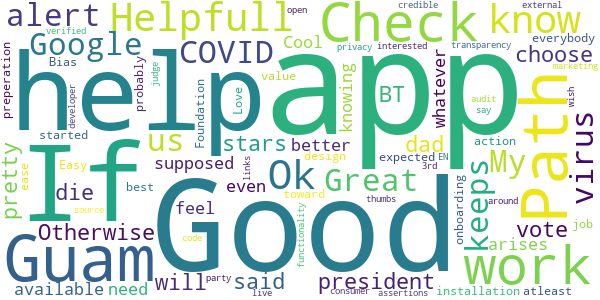 verified
credible
open
external
alert
Helpfull
Check
know
Google
COVID
Cool
privacy
interested
transparency
everybody
choose
preperation
Bias
probably
judge
Foundation
Love
value
knowing
BT
whatever
marketing
help
app
developer
started
us
stars
better
dad
audit
say
wish
If
Good
Ok
Path
virus
pretty
Easy
supposed
design
expected
EN
action
3rd
My
ease
die
best
even
toward
Great
keeps
onboarding
around
feel
links
thumbs
vote
job
Otherwise
source
code
functionality
arises
Guam
will
said
president
work
available
need
party
live
consumer
assertions
installation
atleast